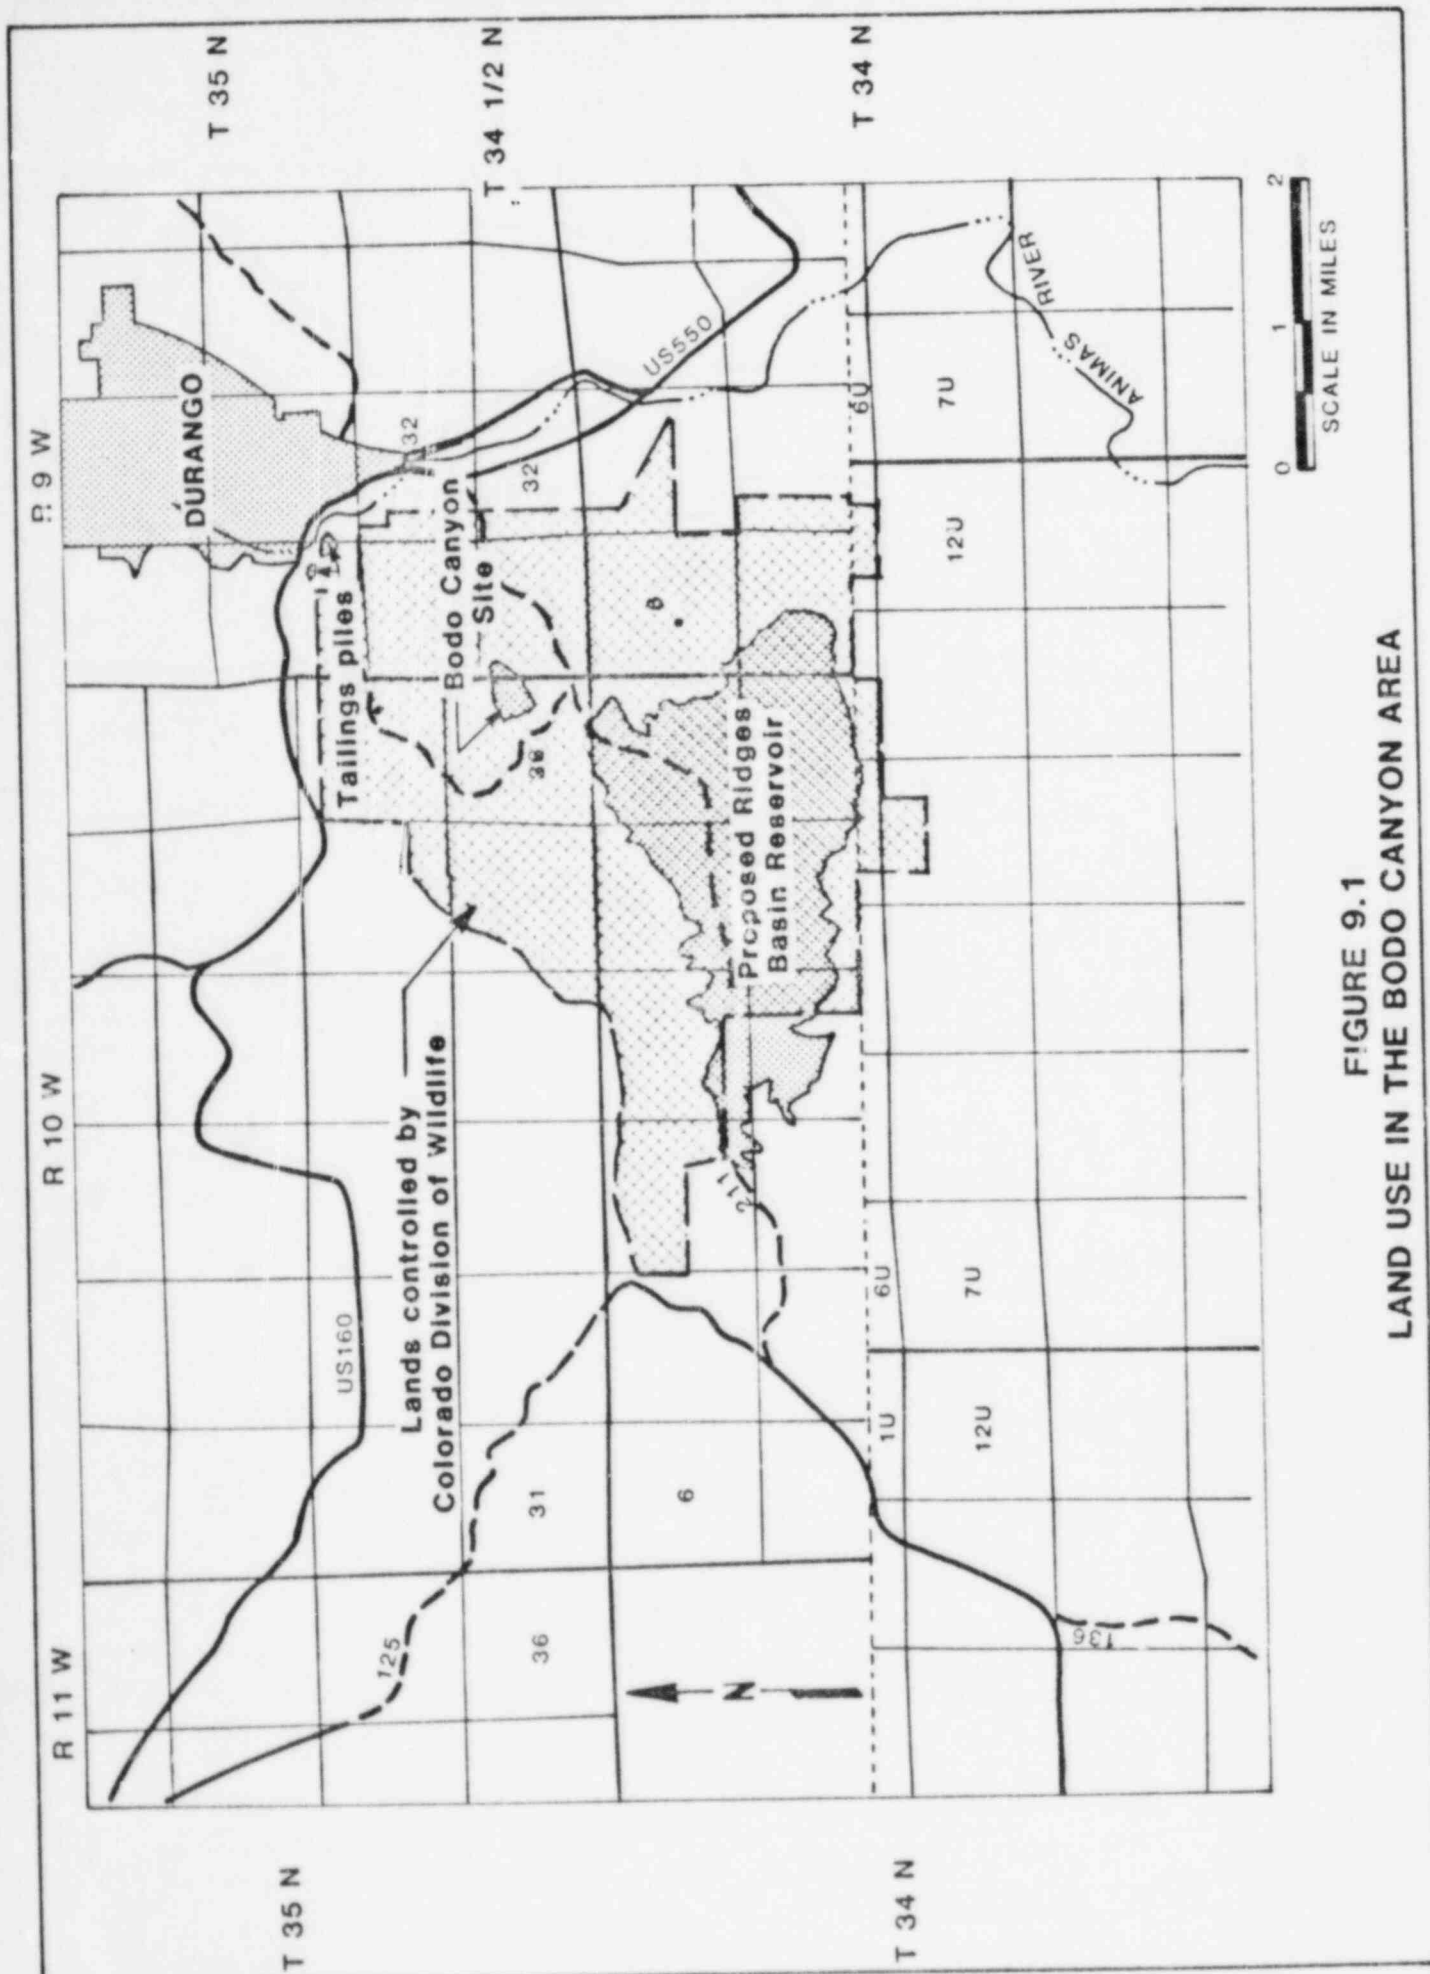 R 11 W
R 10 W
R 9 W
T 35 N
T 35 N
T 34 1/2 N
T 34 N
T 34 N
DURANGO
Tailings piles
Bodo Canyon
Site
Lands controlled by
Colorado Division of Wildlife
Proposed Ridges
Basin Reservoir
US160
US550
125
211
136
32
32
36
31
6
36
6
6U
7U
12U
6U
7U
1U
12U
ANIMAS
RIVER
N
0 1 2
SCALE IN MILES
FIGURE 9.1
LAND USE IN THE BODO CANYON AREA